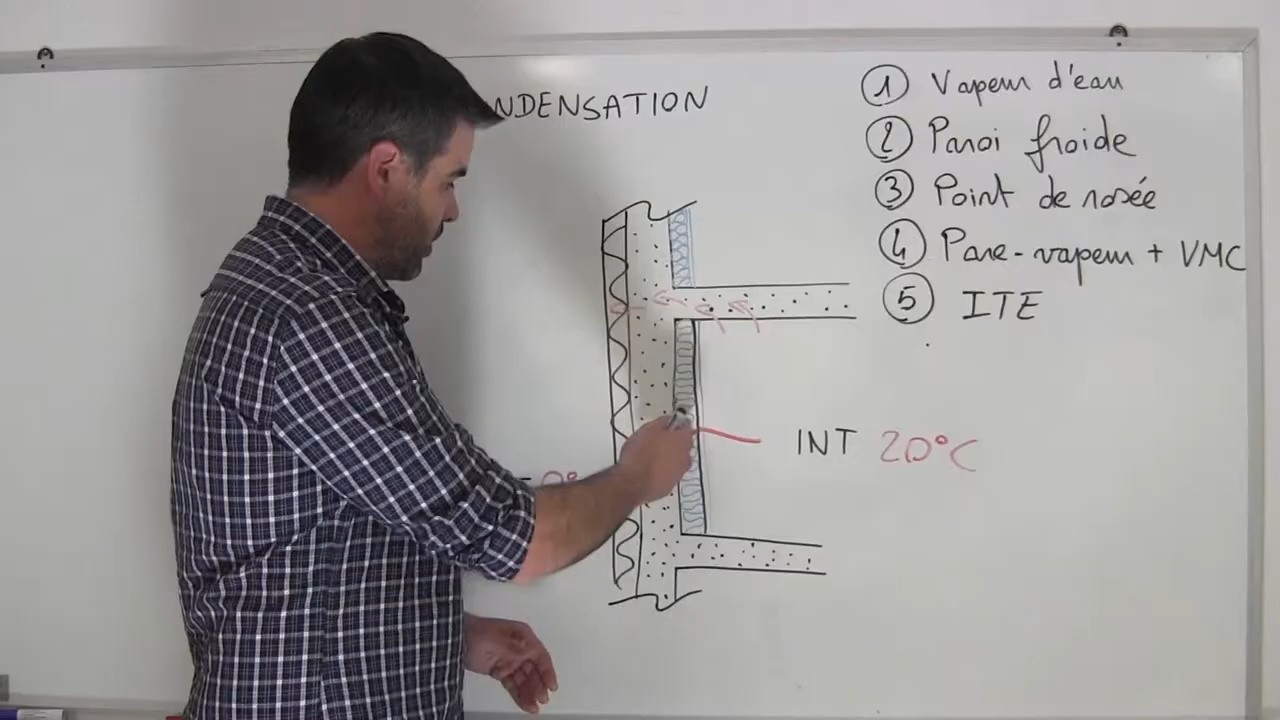 NDENSATION
① Vapeur d'eau
② Paroi froide
③ Point de rosée
④ Pare-vapeur + VMC
⑤ ITE
INT 20°C
0°